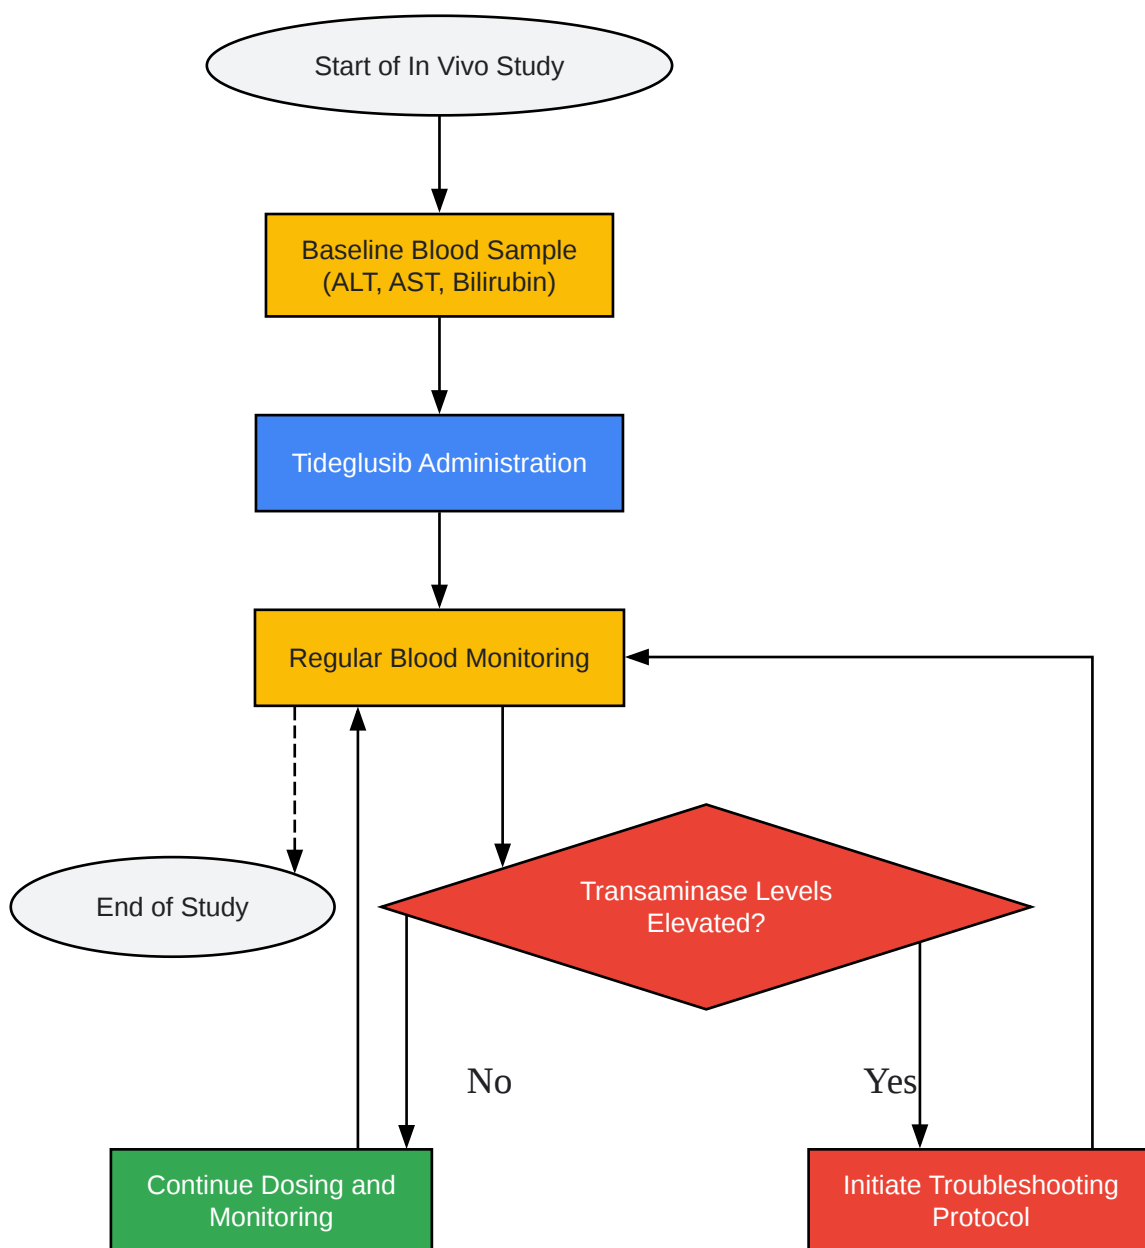 Start of In Vivo Study
Baseline Blood Sample
(ALT, AST, Bilirubin)
Tideglusib Administration
Regular Blood Monitoring
End of Study
Transaminase Levels
Elevated?
No
Yes
Continue Dosing and
Monitoring
Initiate Troubleshooting
Protocol